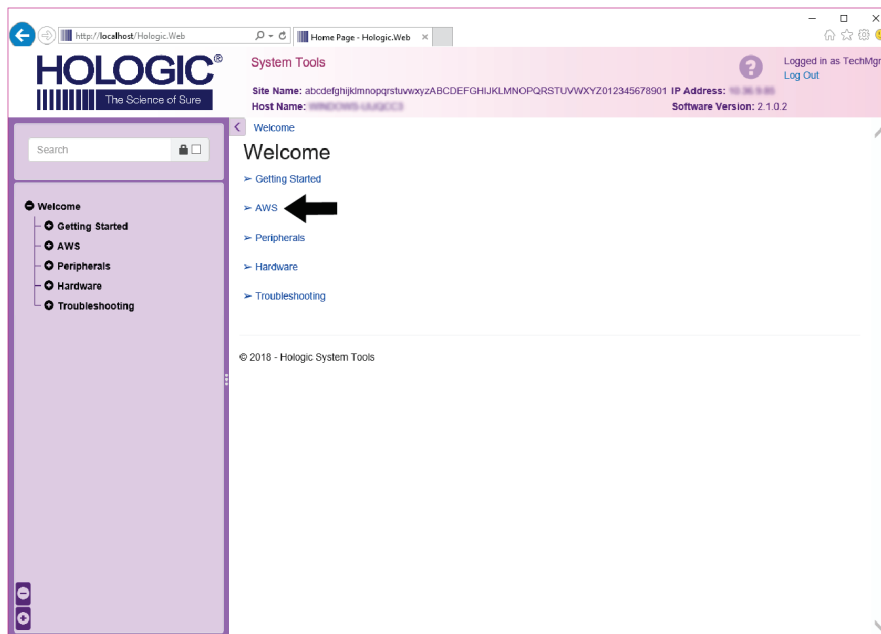 http://localhost/Hologic.Web
Home Page - Hologic.Web
HOLOGIC®
The Science of Sure
System Tools
Logged in as TechMgr
Log Out
Site Name: abcdefghijklmnopqrstuvwxyzABCDEFGHIJKLMNOPQRSTUVWXYZ012345678901 IP Address:
Host Name:
Software Version: 2.1.0.2
Search
Welcome
Getting Started
AWS
Peripherals
Hardware
Troubleshooting
Welcome
Welcome
➢ Getting Started
➢ AWS
➢ Peripherals
➢ Hardware
➢ Troubleshooting
© 2018 - Hologic System Tools